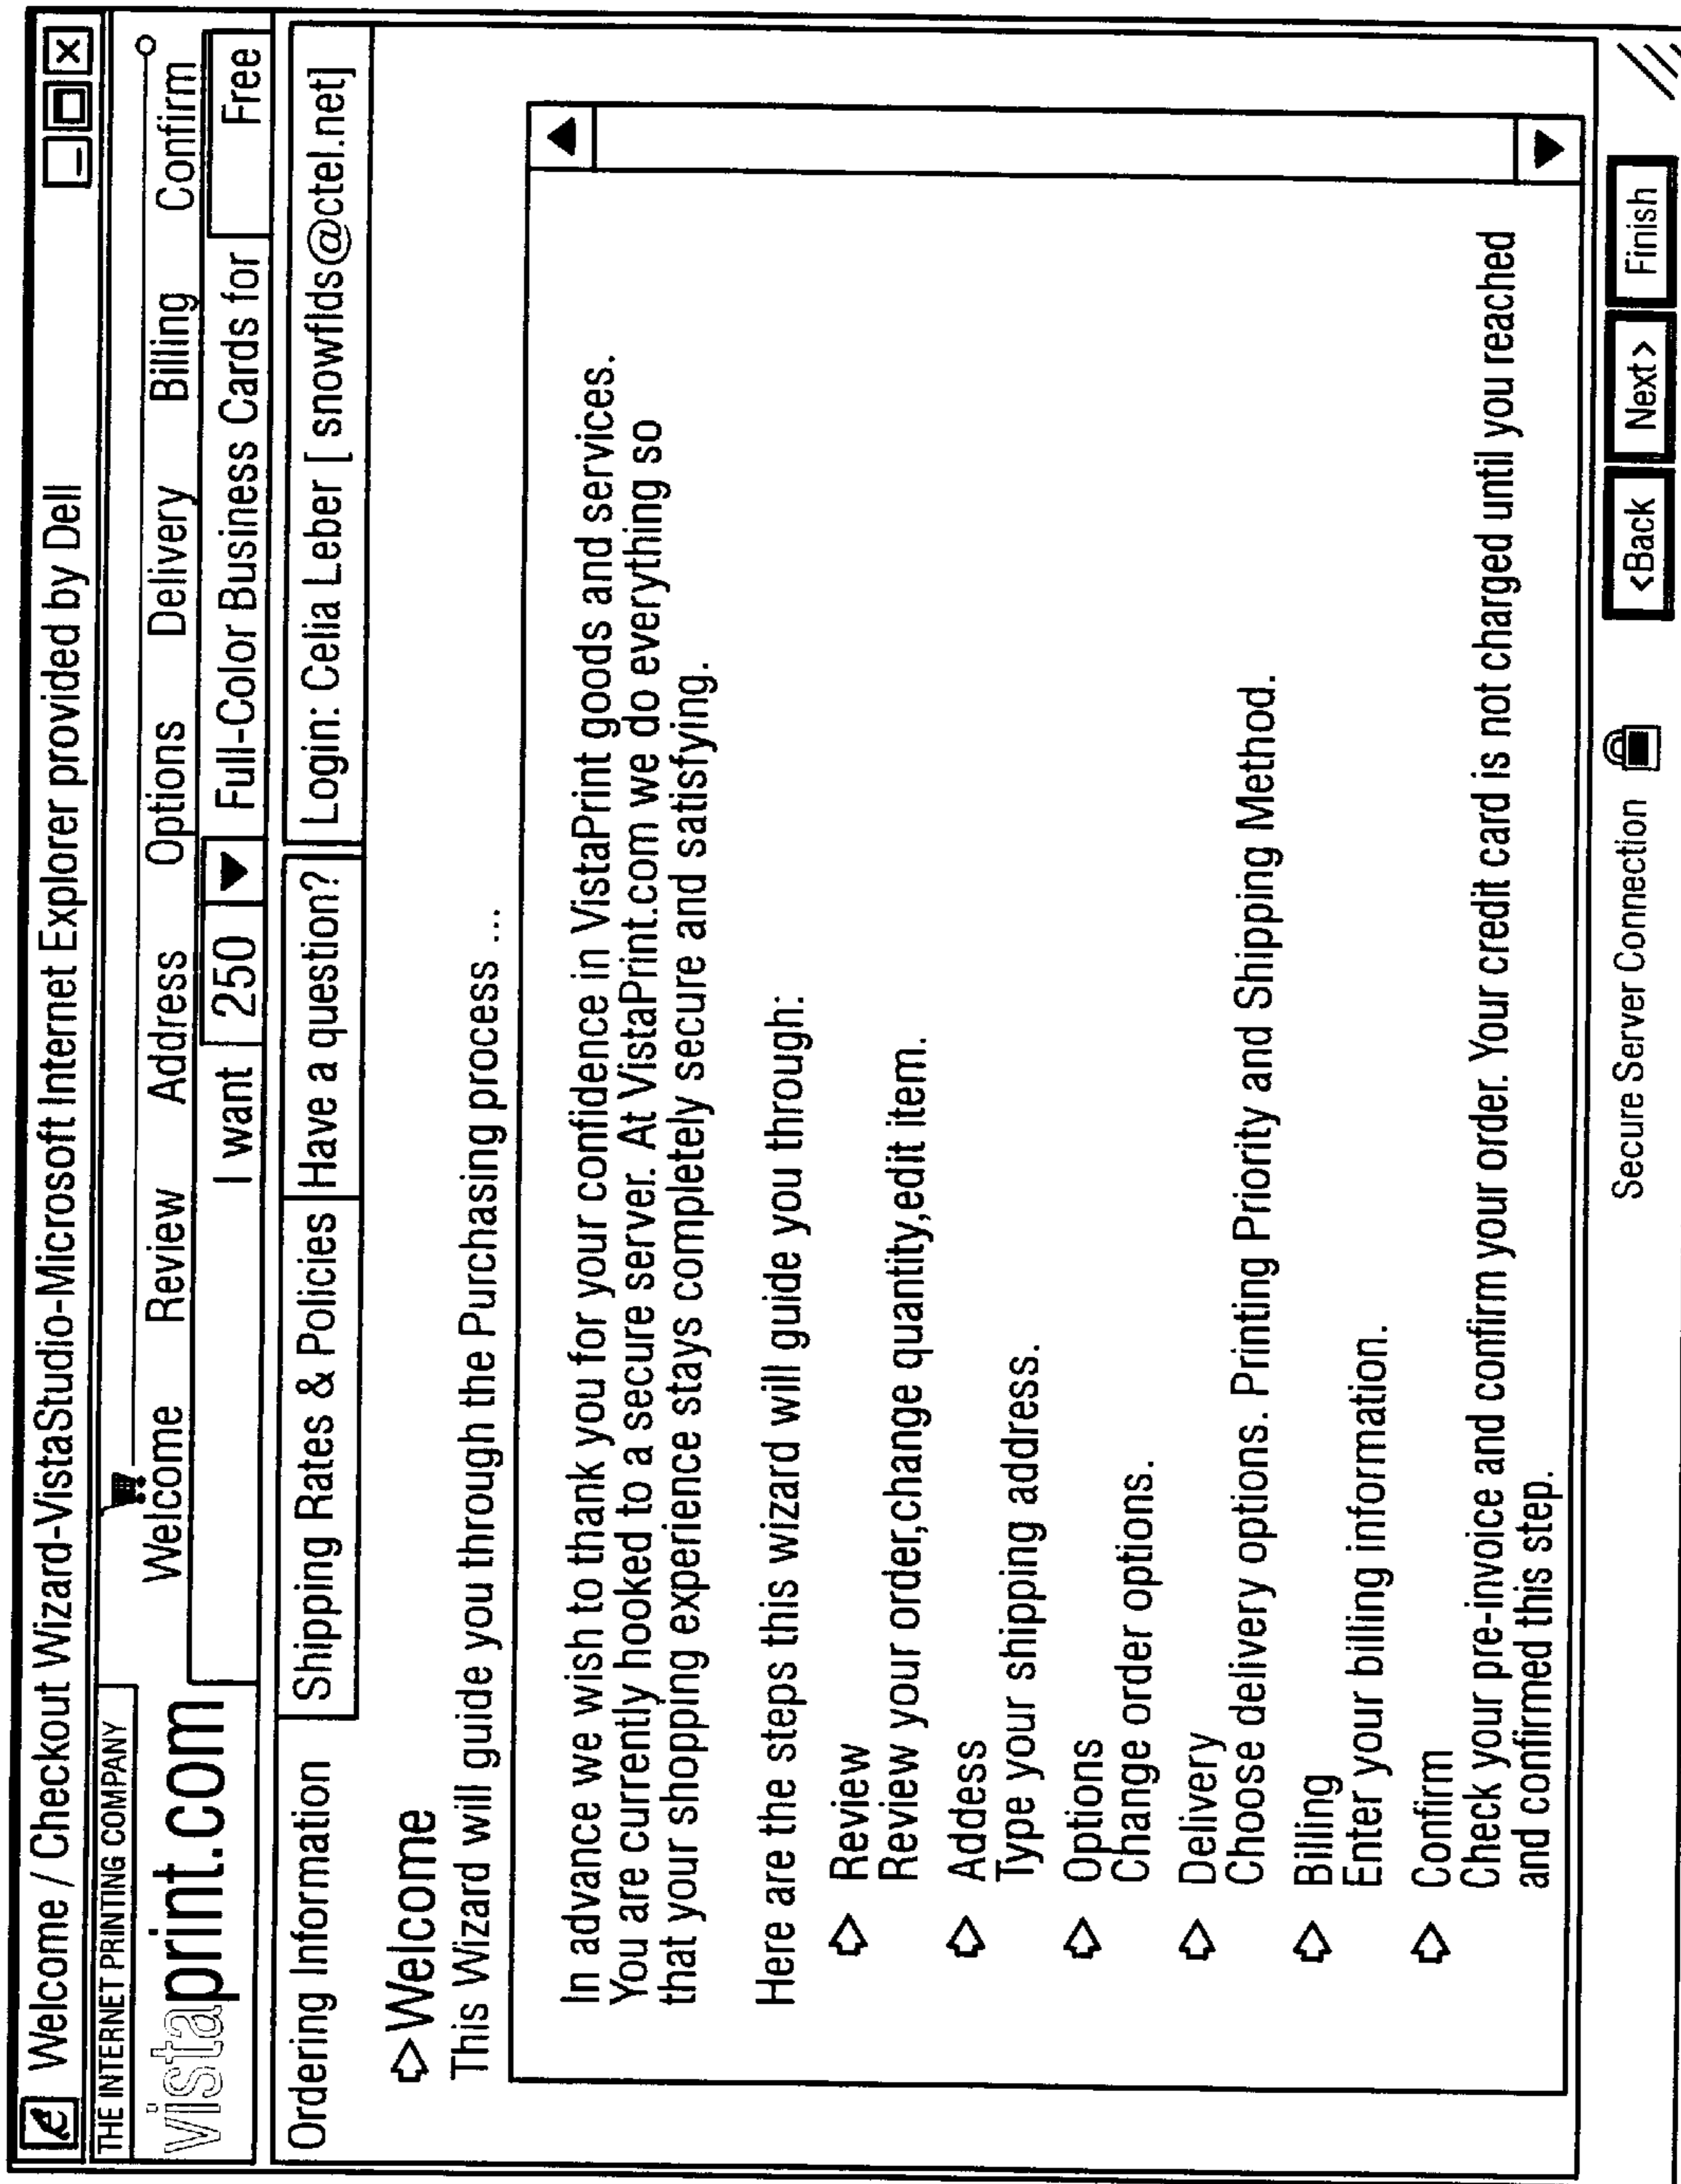 Welcome / Checkout Wizard-VistaStudio-Microsoft Internet Explorer provided by Dell
THE INTERNET PRINTING COMPANY
vistaprint.com
Welcome Review Address Options Delivery Billing Confirm
I want 250 Full-Color Business Cards for Free
Ordering Information Shipping Rates & Policies Have a question? Login: Celia Leber [ snowflds@ctel.net]
Welcome
This Wizard will guide you through the Purchasing process ...
In advance we wish to thank you for your confidence in VistaPrint goods and services.
You are currently hooked to a secure server. At VistaPrint.com we do everything so
that your shopping experience stays completely secure and satisfying.
Here are the steps this wizard will guide you through:
Review
Review your order,change quantity,edit item.
Addess
Type your shipping address.
Options
Change order options.
Delivery
Choose delivery options. Printing Priority and Shipping Method.
Billing
Enter your billing information.
Confirm
Check your pre-invoice and confirm your order. Your credit card is not charged until you reached
and confirmed this step.
Secure Server Connection <Back Next> Finish